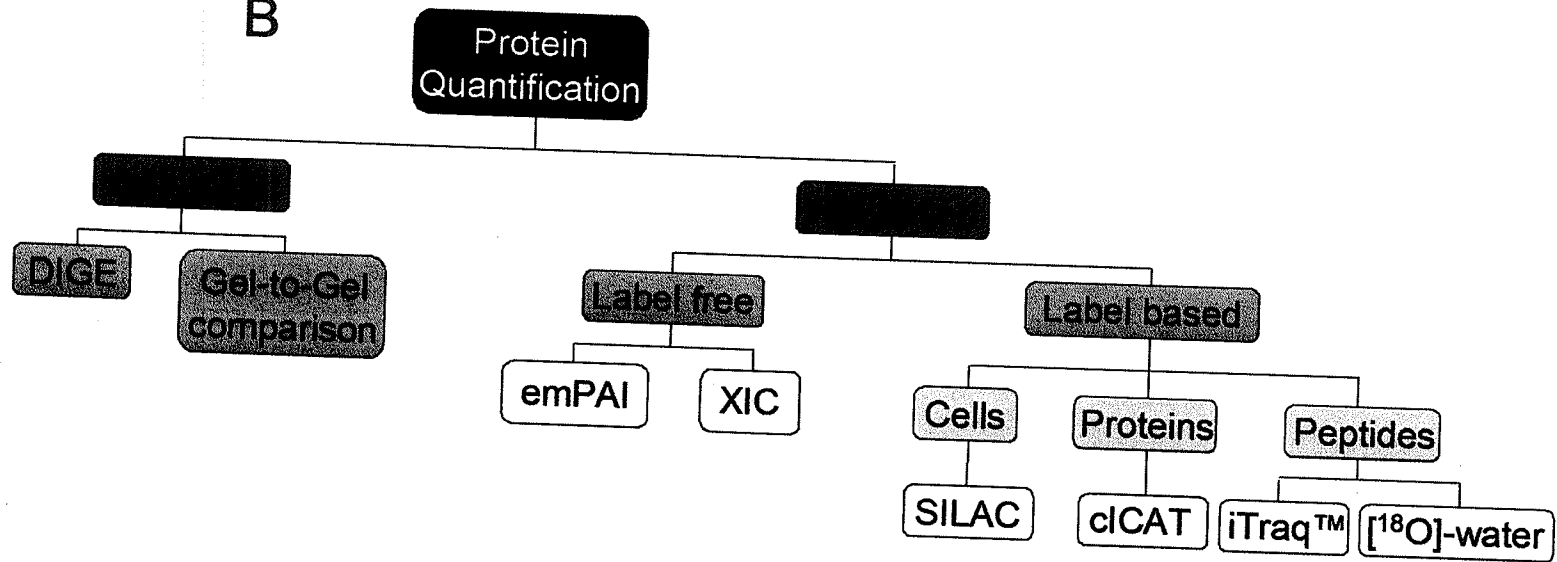 B
Protein
Quantification
DIGE
Gel-to-Gel
comparison
Label free
Label based
emPAI
XIC
Cells
Proteins
Peptides
SILAC
cICAT
iTraq™
[¹⁸O]-water